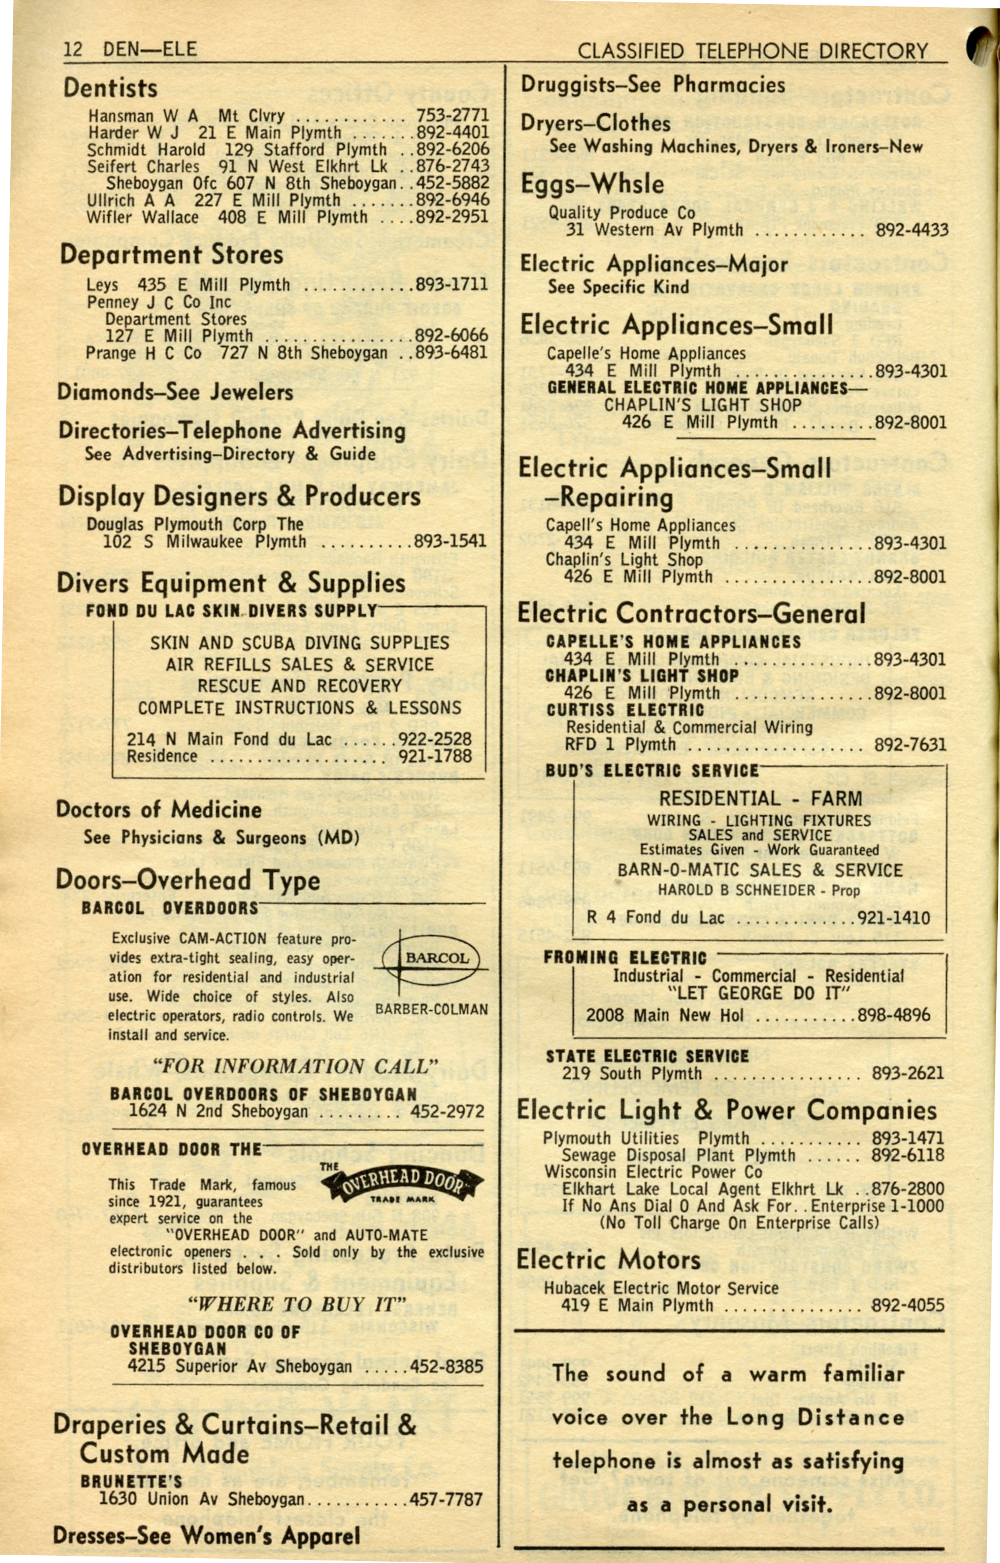 12 DEN—ELE
CLASSIFIED TELEPHONE DIRECTORY
Dentists
Hansman W A Mt Clvry ............ 753-2771
Harder W J 21 E Main Plymth .......892-4401
Schmidt Harold 129 Stafford Plymth ..892-6206
Seifert Charles 91 N West Elkhrt Lk ..876-2743
Sheboygan Ofc 607 N 8th Sheboygan..452-5882
Ullrich A A 227 E Mill Plymth .......892-6946
Wifler Wallace 408 E Mill Plymth ....892-2951
Department Stores
Leys 435 E Mill Plymth ............893-1711
Penney J C Co Inc
Department Stores
127 E Mill Plymth .................892-6066
Prange H C Co 727 N 8th Sheboygan ..893-6481
Diamonds—See Jewelers
Directories—Telephone Advertising
See Advertising—Directory & Guide
Display Designers & Producers
Douglas Plymouth Corp The
102 S Milwaukee Plymth ..........893-1541
Divers Equipment & Supplies
FOND DU LAC SKIN DIVERS SUPPLY
SKIN AND SCUBA DIVING SUPPLIES
AIR REFILLS SALES & SERVICE
RESCUE AND RECOVERY
COMPLETE INSTRUCTIONS & LESSONS
214 N Main Fond du Lac ......922-2528
Residence ................... 921-1788
Doctors of Medicine
See Physicians & Surgeons (MD)
Doors—Overhead Type
BARCOL OVERDOORS
Exclusive CAM-ACTION feature pro-
vides extra-tight sealing, easy oper-
ation for residential and industrial
use. Wide choice of styles. Also
electric operators, radio controls. We
install and service.
BARCOL
BARBER-COLMAN
"FOR INFORMATION CALL"
BARCOL OVERDOORS OF SHEBOYGAN
1624 N 2nd Sheboygan ......... 452-2972
OVERHEAD DOOR THE
This Trade Mark, famous
since 1921, guarantees
expert service on the
"OVERHEAD DOOR" and AUTO-MATE
electronic openers . . . Sold only by the exclusive
distributors listed below.
THE
OVERHEAD DOOR
TRADE MARK
"WHERE TO BUY IT"
OVERHEAD DOOR CO OF
SHEBOYGAN
4215 Superior Av Sheboygan .....452-8385
Draperies & Curtains—Retail &
Custom Made
BRUNETTE'S
1630 Union Av Sheboygan...........457-7787
Dresses—See Women's Apparel
Druggists—See Pharmacies
Dryers—Clothes
See Washing Machines, Dryers & Ironers—New
Eggs—Whsle
Quality Produce Co
31 Western Av Plymth ............ 892-4433
Electric Appliances—Major
See Specific Kind
Electric Appliances—Small
Capelle's Home Appliances
434 E Mill Plymth ...............893-4301
GENERAL ELECTRIC HOME APPLIANCES—
CHAPLIN'S LIGHT SHOP
426 E Mill Plymth .........892-8001
Electric Appliances—Small
—Repairing
Capell's Home Appliances
434 E Mill Plymth ...............893-4301
Chaplin's Light Shop
426 E Mill Plymth ................892-8001
Electric Contractors—General
CAPELLE'S HOME APPLIANCES
434 E Mill Plymth ...............893-4301
CHAPLIN'S LIGHT SHOP
426 E Mill Plymth ...............892-8001
CURTISS ELECTRIC
Residential & Commercial Wiring
RFD 1 Plymth ................... 892-7631
BUD'S ELECTRIC SERVICE
RESIDENTIAL - FARM
WIRING - LIGHTING FIXTURES
SALES and SERVICE
Estimates Given - Work Guaranteed
BARN-O-MATIC SALES & SERVICE
HAROLD B SCHNEIDER - Prop
R 4 Fond du Lac .............921-1410
FROMING ELECTRIC
Industrial - Commercial - Residential
"LET GEORGE DO IT"
2008 Main New Hol ...........898-4896
STATE ELECTRIC SERVICE
219 South Plymth ................ 893-2621
Electric Light & Power Companies
Plymouth Utilities Plymth ........... 893-1471
Sewage Disposal Plant Plymth ...... 892-6118
Wisconsin Electric Power Co
Elkhart Lake Local Agent Elkhrt Lk ..876-2800
If No Ans Dial 0 And Ask For..Enterprise 1-1000
(No Toll Charge On Enterprise Calls)
Electric Motors
Hubacek Electric Motor Service
419 E Main Plymth ............... 892-4055
The sound of a warm familiar
voice over the Long Distance
telephone is almost as satisfying
as a personal visit.